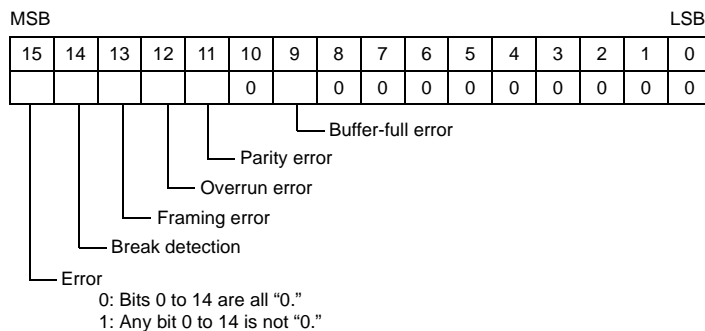 MSB LSB
15 14 13 12 11 10 9 8 7 6 5 4 3 2 1 0
0 0 0 0 0 0 0 0 0 0
Buffer-full error
Parity error
Overrun error
Framing error
Break detection
Error
0: Bits 0 to 14 are all “0.”
1: Any bit 0 to 14 is not “0.”